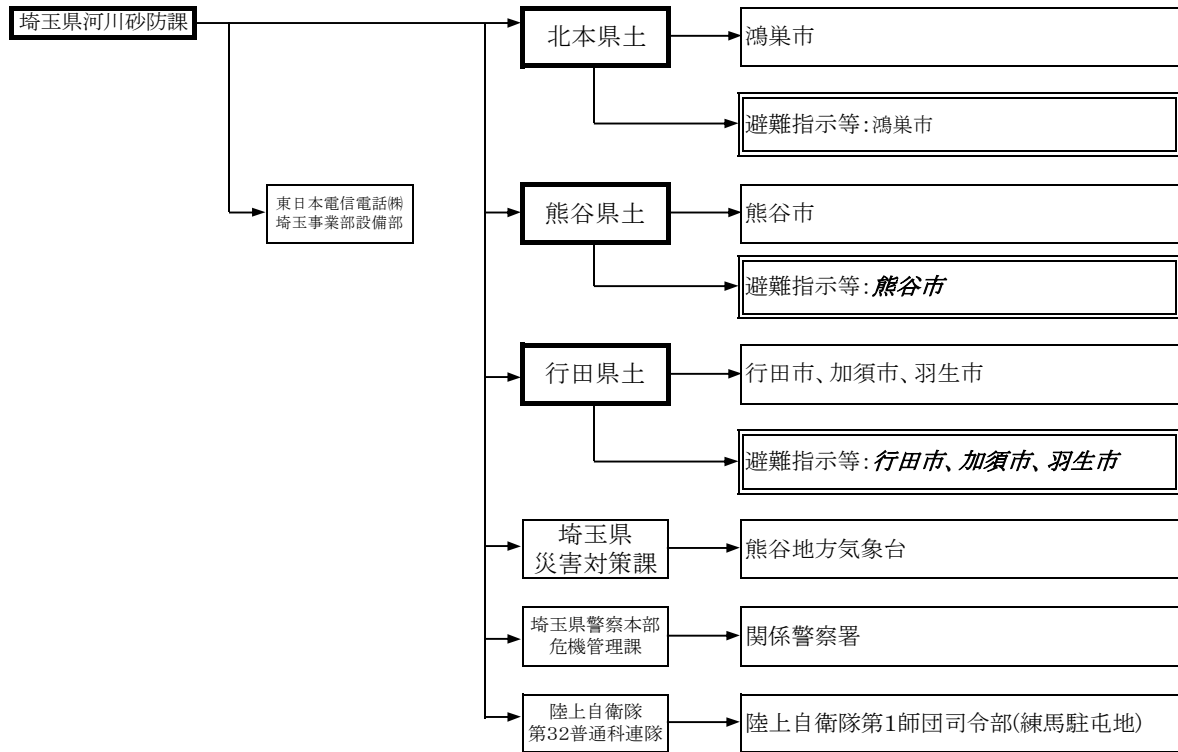 埼玉県河川砂防課
北本県土
鴻巣市
避難指示等:鴻巣市
東日本電信電話㈱
埼玉事業部設備部
熊谷県土
熊谷市
避難指示等:熊谷市
行田県土
行田市、加須市、羽生市
避難指示等:行田市、加須市、羽生市
埼玉県
災害対策課
熊谷地方気象台
埼玉県警察本部
危機管理課
関係警察署
陸上自衛隊
第32普通科連隊
陸上自衛隊第1師団司令部(練馬駐屯地)